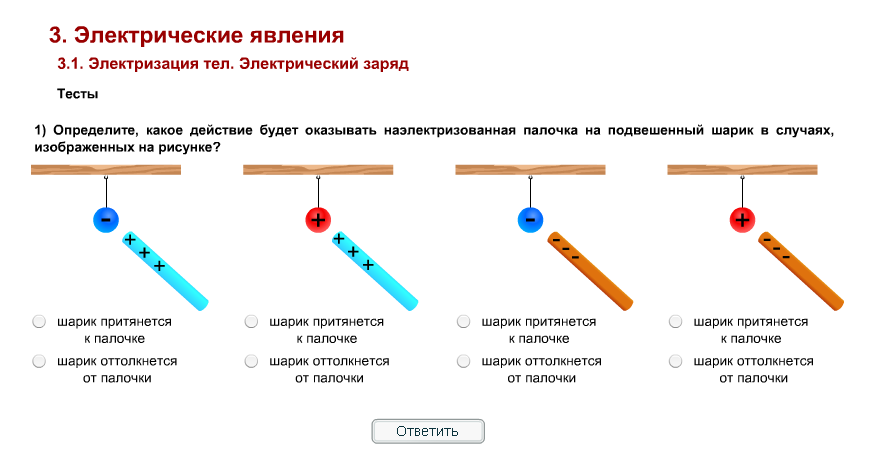 3. Электрические явления
3.1. Электризация тел. Электрический заряд
Тесты
1) Определите, какое действие будет оказывать наэлектризованная палочка на подвешенный шарик в случаях,
изображенных на рисунке?
- + - +
+ + + + + + - - - - - -
шарик притянется
к палочке
шарик оттолкнется
от палочки
шарик притянется
к палочке
шарик оттолкнется
от палочки
шарик притянется
к палочке
шарик оттолкнется
от палочки
шарик притянется
к палочке
шарик оттолкнется
от палочки
Ответить